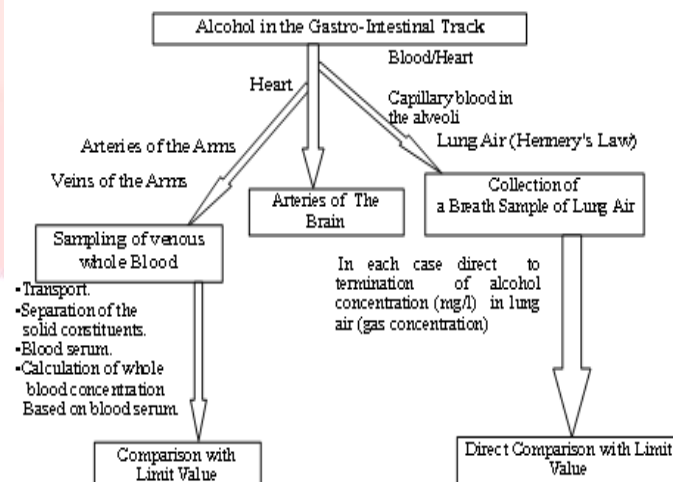 Alcohol in the Gastro-Intestinal Track
Blood/Heart
Heart
Capillary blood in
the alveoli
Lung Air (Hennery's Law)
Arteries of the Arms
Veins of the Arms
Arteries of The
Brain
Collection of
a Breath Sample of Lung Air
Sampling of venous
whole Blood
In each case direct to
termination of alcohol
concentration (mg/l) in lung
air (gas concentration)
▪Transport.
▪Separation of the
solid constituents.
▪Blood serum.
▪Calculation of whole
blood concentration
Based on blood serum.
Comparison with
Limit Value
Direct Comparison with Limit
Value